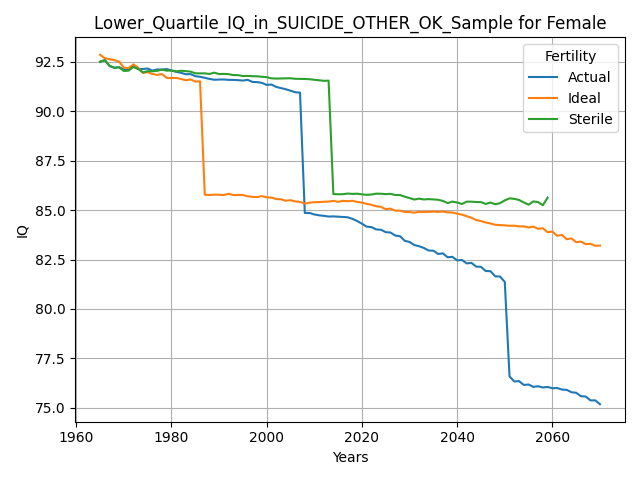 Lower_Quartile_IQ_in_SUICIDE_OTHER_OK_Sample for Female
Fertility
Actual
Ideal
Sterile
IQ
92.5
90.0
87.5
85.0
82.5
80.0
77.5
75.0
1960 1980 2000 2020 2040 2060
Years